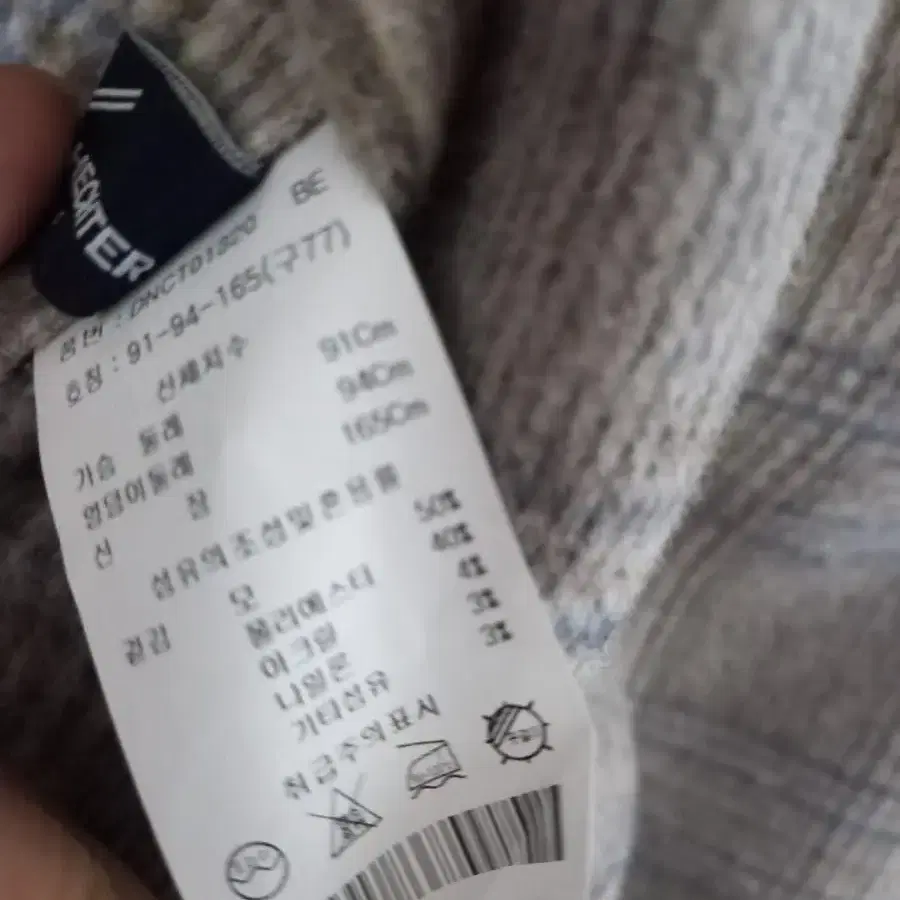 HECHTER
품번 : DNCT01320 BE
호칭 : 91-94-165(구77)
신체치수
가슴 둘레 91Cm
엉덩이둘레 94Cm
신 장 165Cm
섬유의조성및혼용률
겉감 모 50%
폴리에스터 40%
아크릴 4%
나일론 3%
기타섬유 3%
취급주의표시